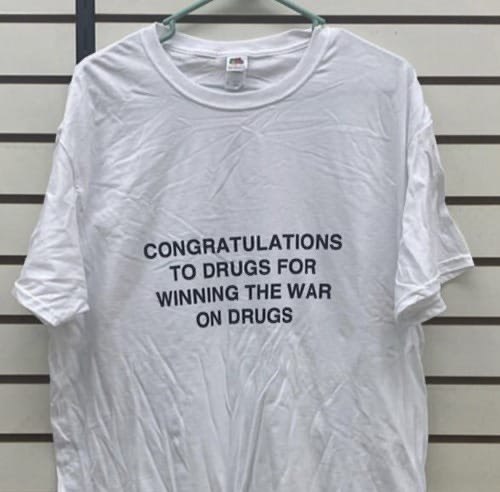 CONGRATULATIONS
TO DRUGS FOR
WINNING THE WAR
ON DRUGS